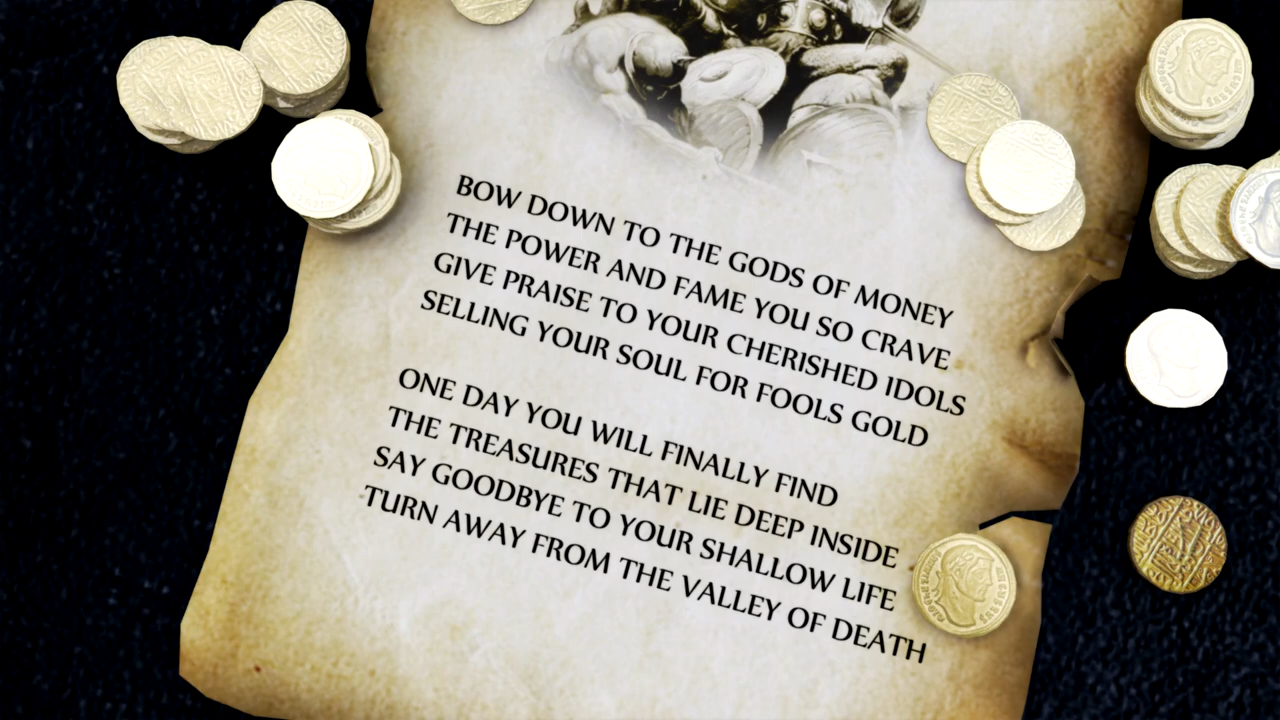 BOW DOWN TO THE GODS OF MONEY
THE POWER AND FAME YOU SO CRAVE
GIVE PRAISE TO YOUR CHERISHED IDOLS
SELLING YOUR SOUL FOR FOOLS GOLD
ONE DAY YOU WILL FINALLY FIND
THE TREASURES THAT LIE DEEP INSIDE
SAY GOODBYE TO YOUR SHALLOW LIFE
TURN AWAY FROM THE VALLEY OF DEATH